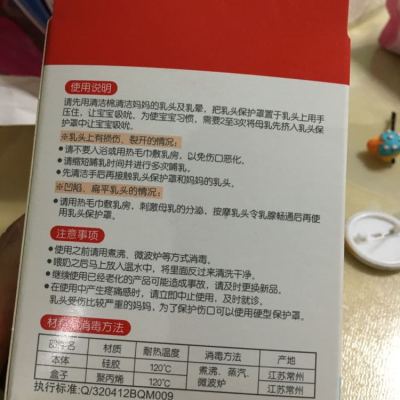 使用说明
请先用清洁棉清洁妈妈的乳头及乳晕，把乳头保护罩置于乳头上用手
压住，让宝宝吸吮。为使宝宝习惯，需要2至3次将母乳先挤入乳头保
护罩中让宝宝吸吮。
※乳头上有损伤、裂开的情况：
•请不要入浴或用热毛巾敷乳房，以免伤口恶化。
•请缩短哺乳时间并进行多次哺乳。
•先清洁手后再接触乳头保护罩和妈妈的乳头。
※凹陷、扁平乳头的情况：
•请用热毛巾敷乳房，刺激母乳的分泌，按摩乳头令乳腺畅通后再使
用乳头保护罩。
注意事项
•使用之前请用煮沸、微波炉等方式消毒。
•喂奶之后马上放入温水中，将里面反过来清洗干净。
•继续使用已经老化的产品可能造成事故，请及时更换新品。
•在使用中产生疼痛感时，请立即中止使用，及时就诊。
乳头受伤比较严重的妈妈，为了保护伤口可以使用硬型保护罩。
材 消毒方法
材质 耐热温度 消毒方法 产地
本体 硅胶 120℃ 煮沸、蒸汽、 江苏常州
盒子 聚丙烯 120℃ 微波炉 江苏常州
执行标准:Q/320412BQM009